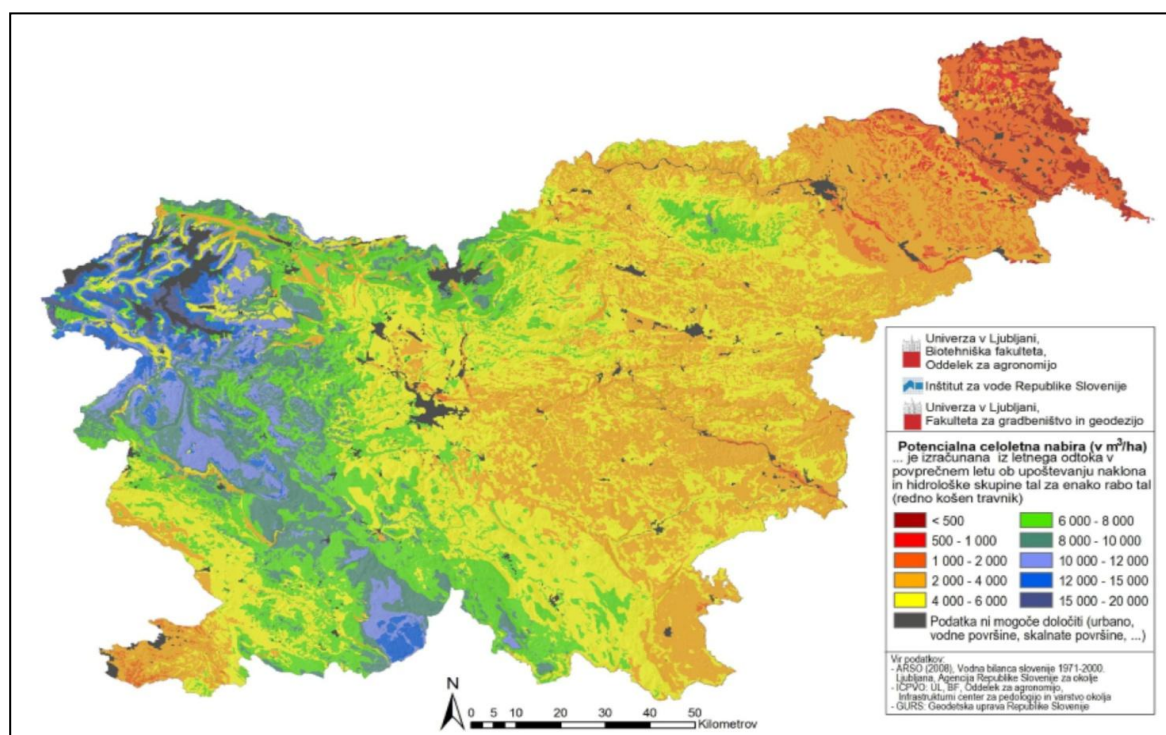 Univerza v Ljubljani,
Biotehniška fakulteta,
Oddelek za agronomijo
Inštitut za vode Republike Slovenije
Univerza v Ljubljani,
Fakulteta za gradbeništvo in geodezijo
Potencialna celoletna nabira (v m³/ha)
... je izračunana iz letnega odtoka v
povprečnem letu ob upoštevanju naklona
in hidrološke skupine tal za enako rabo tal
(redno košen travnik)
< 500
500 - 1 000
1 000 - 2 000
2 000 - 4 000
4 000 - 6 000
6 000 - 8 000
8 000 - 10 000
10 000 - 12 000
12 000 - 15 000
15 000 - 20 000
Podatka ni mogoče določiti (urbano,
vodne površine, skalnate površine, ...)
Vir podatkov:
- ARSO (2008), Vodna bilanca slovenije 1971-2000.
Ljubljana, Agencija Republike Slovenije za okolje
- ICPVO: UL, BF, Oddelek za agronomijo,
Infrastrukturni center za pedologijo in varstvo okolja
- GURS: Geodetska uprava Republike Slovenije
N
0 5 10 20 30 40 50
Kilometrov